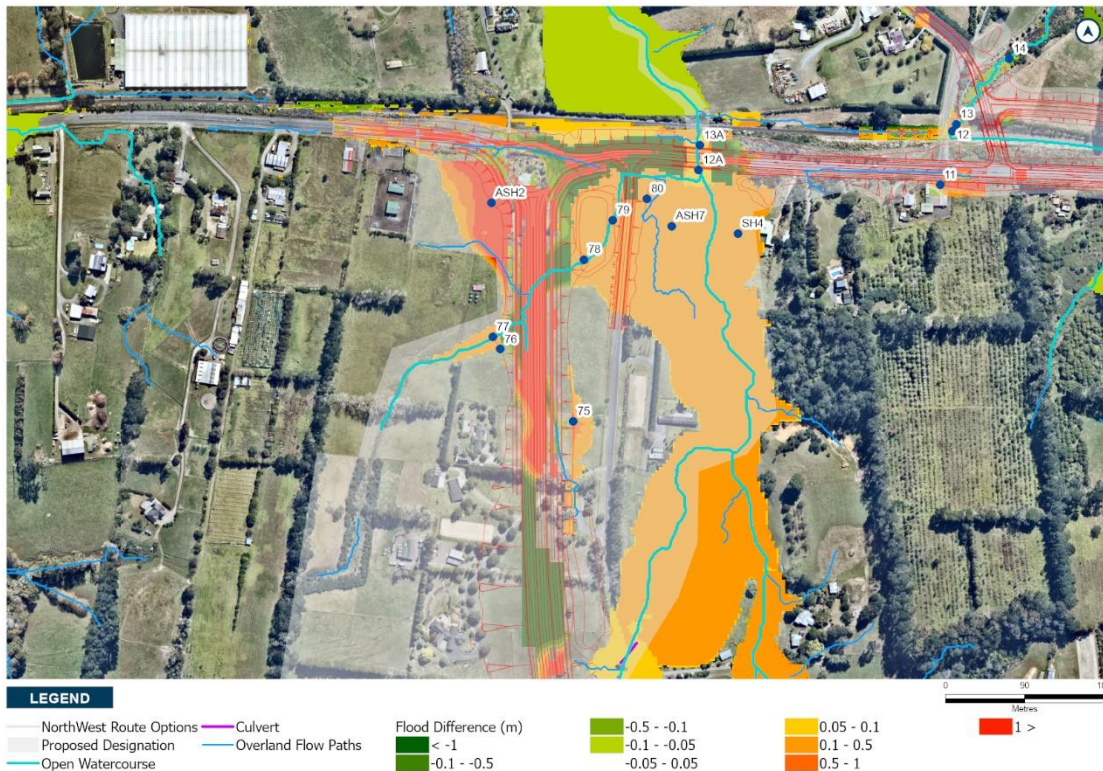 14
13
12
13A
12A
11
80
ASH2
79
ASH7
SH4
78
77
76
75
LEGEND
0 90
Metres
NorthWest Route Options
Culvert
Proposed Designation
Overland Flow Paths
Open Watercourse
Flood Difference (m)
< -1
-0.1 - -0.5
-0.5 - -0.1
-0.1 - -0.05
-0.05 - 0.05
0.05 - 0.1
0.1 - 0.5
0.5 - 1
1 >